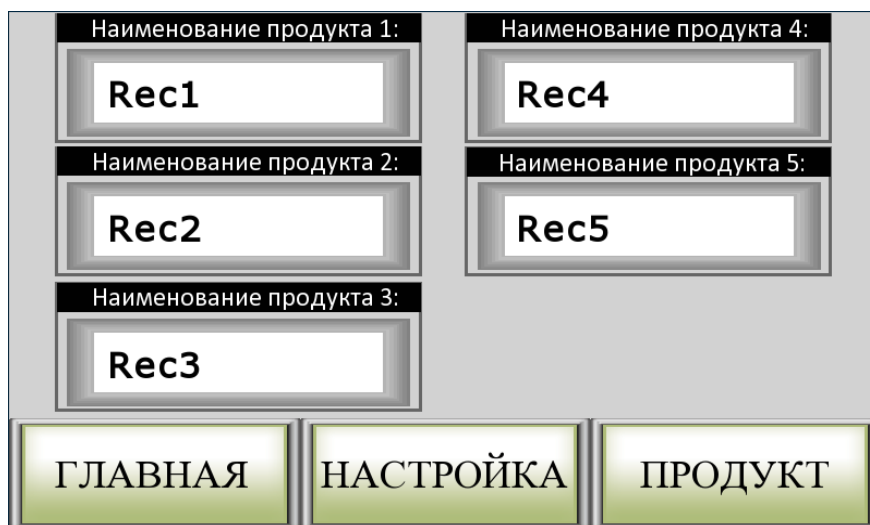 Наименование продукта 1:
Rec1
Наименование продукта 2:
Rec2
Наименование продукта 3:
Rec3
Наименование продукта 4:
Rec4
Наименование продукта 5:
Rec5
ГЛАВНАЯ
НАСТРОЙКА
ПРОДУКТ